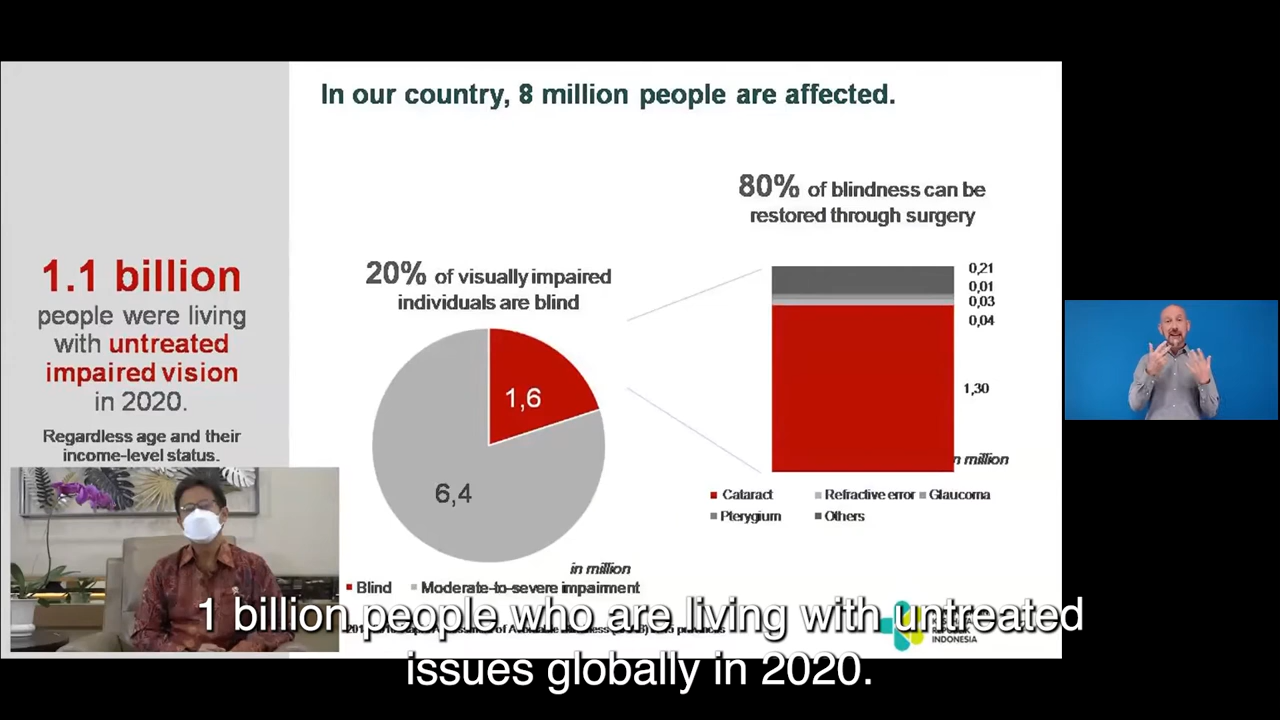 In our country, 8 million people are affected.
1.1 billion
people were living
with untreated
impaired vision
in 2020.
Regardless age and their
income-level status.
20% of visually impaired
individuals are blind
1,6
6,4
in million
Blind
Moderate-to-severe impairment
80% of blindness can be
restored through surgery
0,21
0,01
0,03
0,04
1,30
n million
Cataract
Refractive error
Glaucoma
Pterygium
Others
REPUBLIK
INDONESIA
1 billion people who are living with untreated
issues globally in 2020.